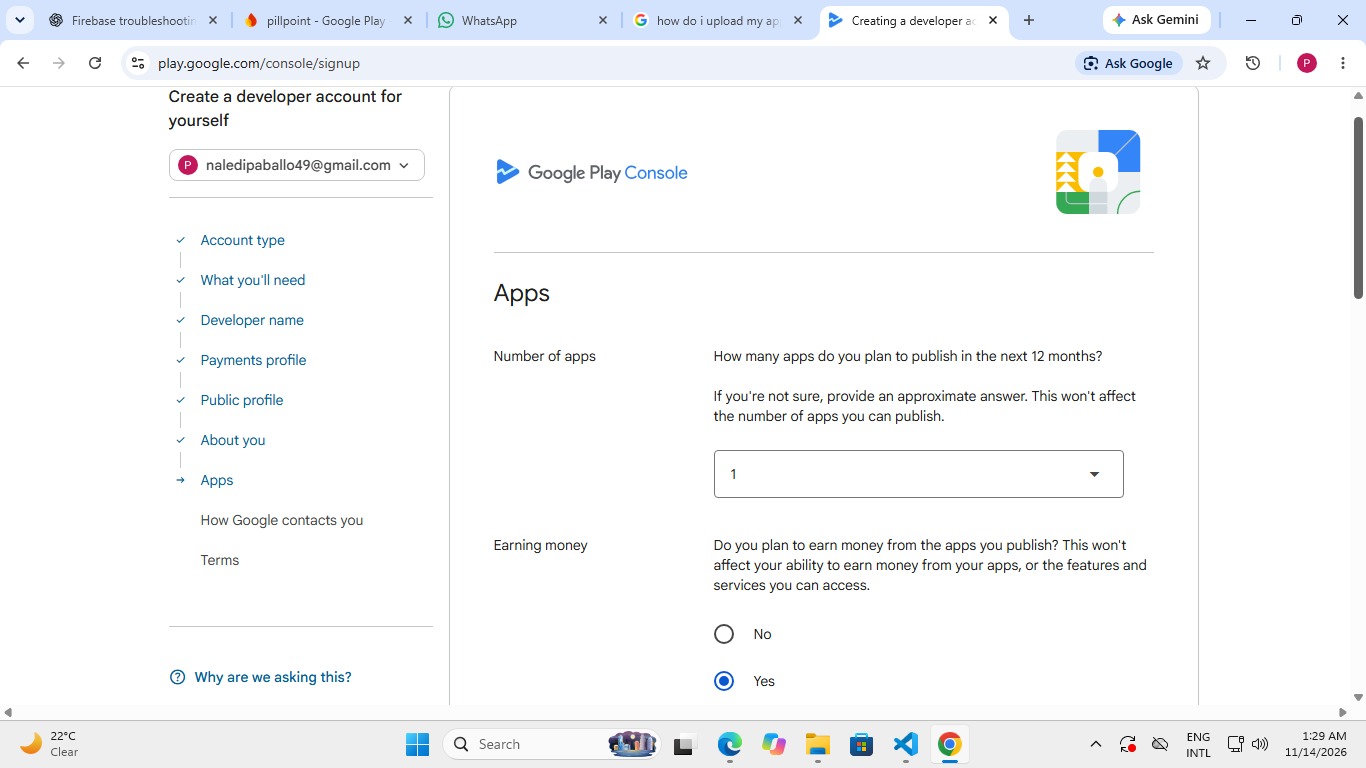 Firebase troubleshootin
pillpoint - Google Play
WhatsApp
how do i upload my ap
Creating a developer ac
Ask Gemini
play.google.com/console/signup
Ask Google
P
Create a developer account for
yourself
P naledipaballo49@gmail.com
Account type
What you'll need
Developer name
Payments profile
Public profile
About you
Apps
How Google contacts you
Terms
Why are we asking this?
Google Play Console
Apps
Number of apps
How many apps do you plan to publish in the next 12 months?
If you're not sure, provide an approximate answer. This won't affect
the number of apps you can publish.
1
Earning money
Do you plan to earn money from the apps you publish? This won't
affect your ability to earn money from your apps, or the features and
services you can access.
No
Yes
22°C
Clear
Search
ENG
INTL
1:29 AM
11/14/2026